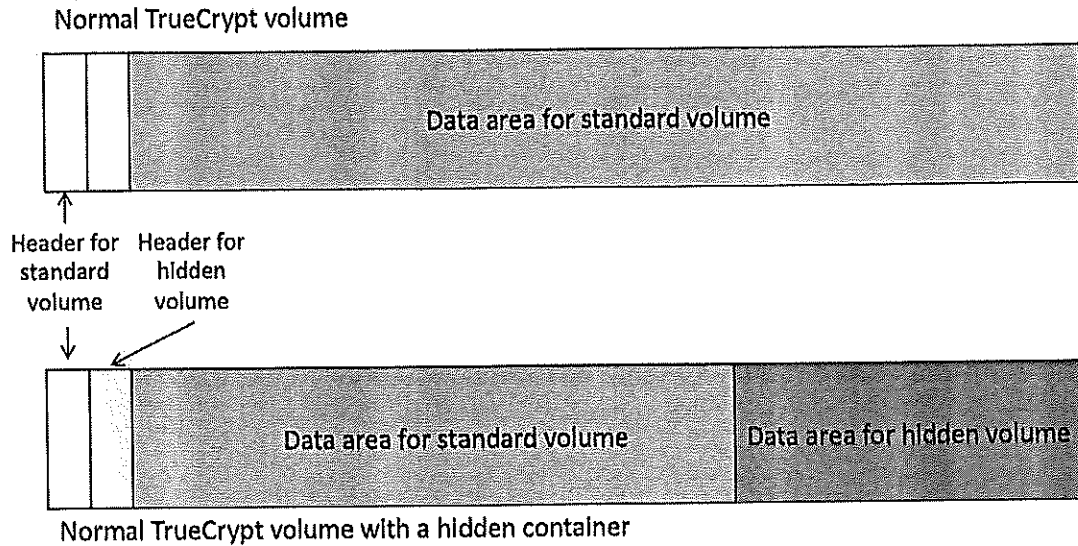 Normal TrueCrypt volume
Data area for standard volume
Header for
standard
volume
Header for
hidden
volume
Data area for standard volume
Data area for hidden volume
Normal TrueCrypt volume with a hidden container